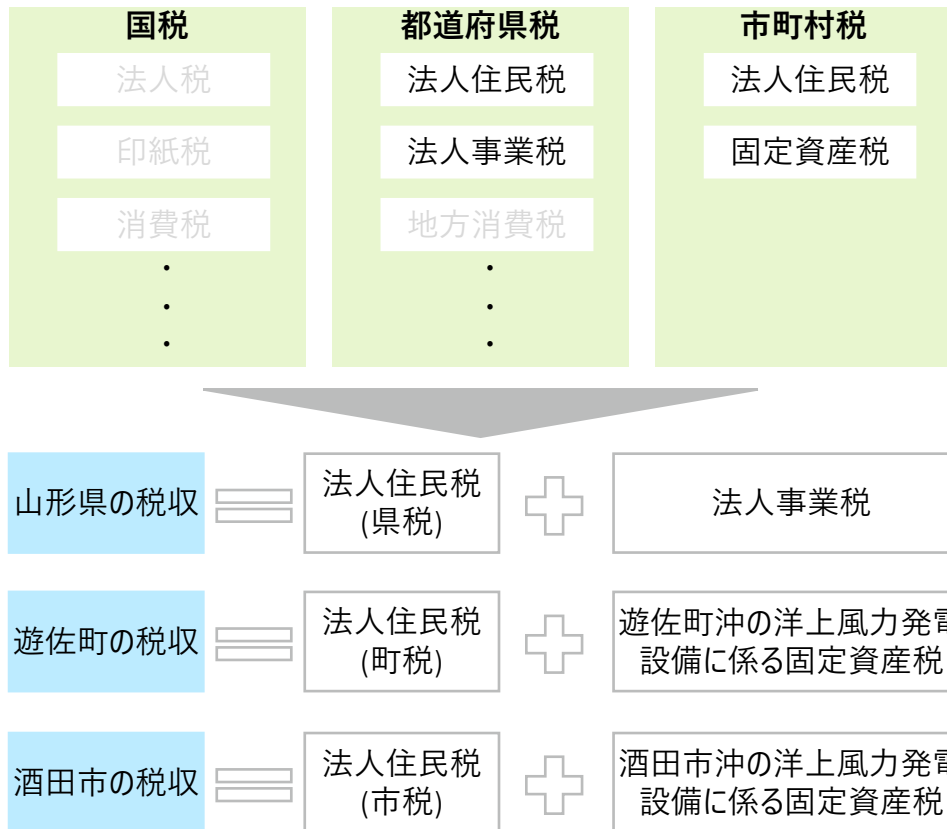 国税
法人税
印紙税
消費税
・
・
・
都道府県税
法人住民税
法人事業税
地方消費税
・
・
・
市町村税
法人住民税
固定資産税
山形県の税収
法人住民税
(県税)
法人事業税
遊佐町の税収
法人住民税
(町税)
遊佐町沖の洋上風力発電
設備に係る固定資産税
酒田市の税収
法人住民税
(市税)
酒田市沖の洋上風力発電
設備に係る固定資産税